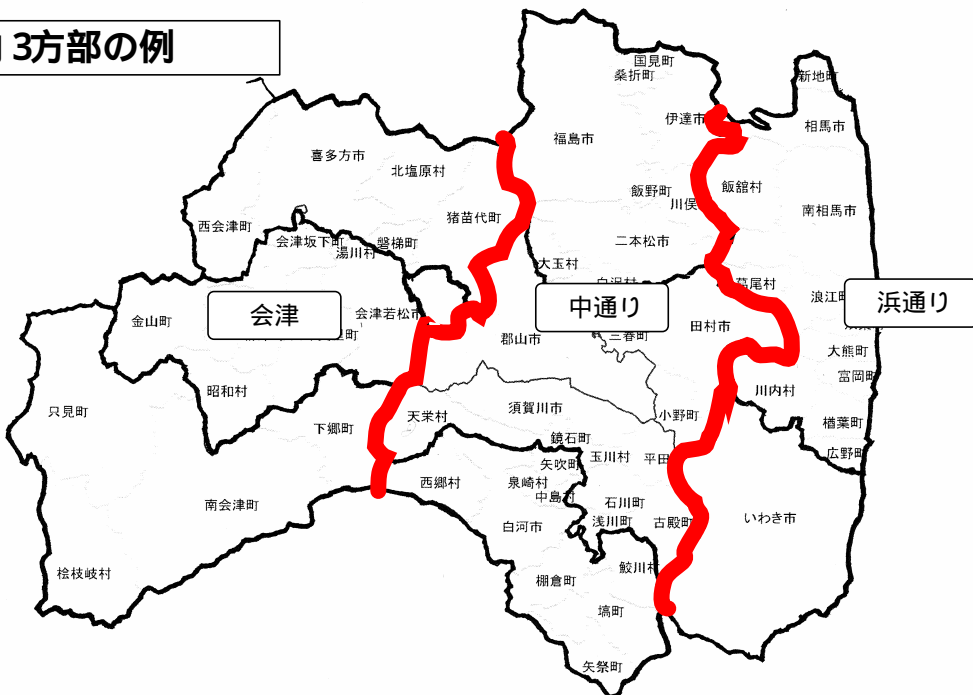 3方部の例
国見町
桑折町
新地町
伊達市
相馬市
福島市
喜多方市
北塩原村
飯野町
川俣
飯舘村
南相馬市
猪苗代町
西会津町
会津坂下町
湯川村
磐梯町
二本松市
大玉村
葛尾村
浪江町
会津
中通り
浜通り
金山町
会津若松市
郡山市
三春町
田村市
大熊町
富岡町
昭和村
川内村
只見町
下郷町
天栄村
須賀川市
小野町
楢葉町
鏡石町
矢吹町
玉川村
平田
広野町
西郷村
泉崎村
中島村
石川町
浅川町
古殿町
南会津町
白河市
いわき市
桧枝岐村
棚倉町
鮫川村
塙町
矢祭町